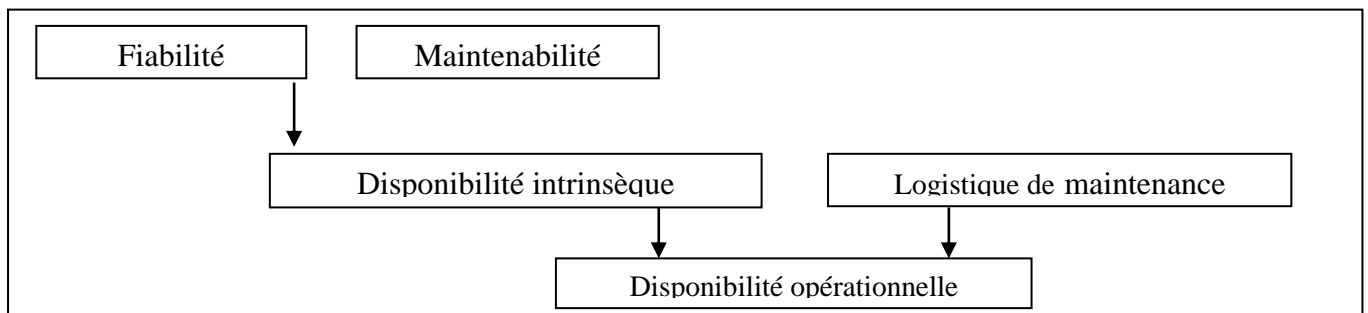 Fiabilité
Maintenabilité
Disponibilité intrinsèque
Logistique de maintenance
Disponibilité opérationnelle